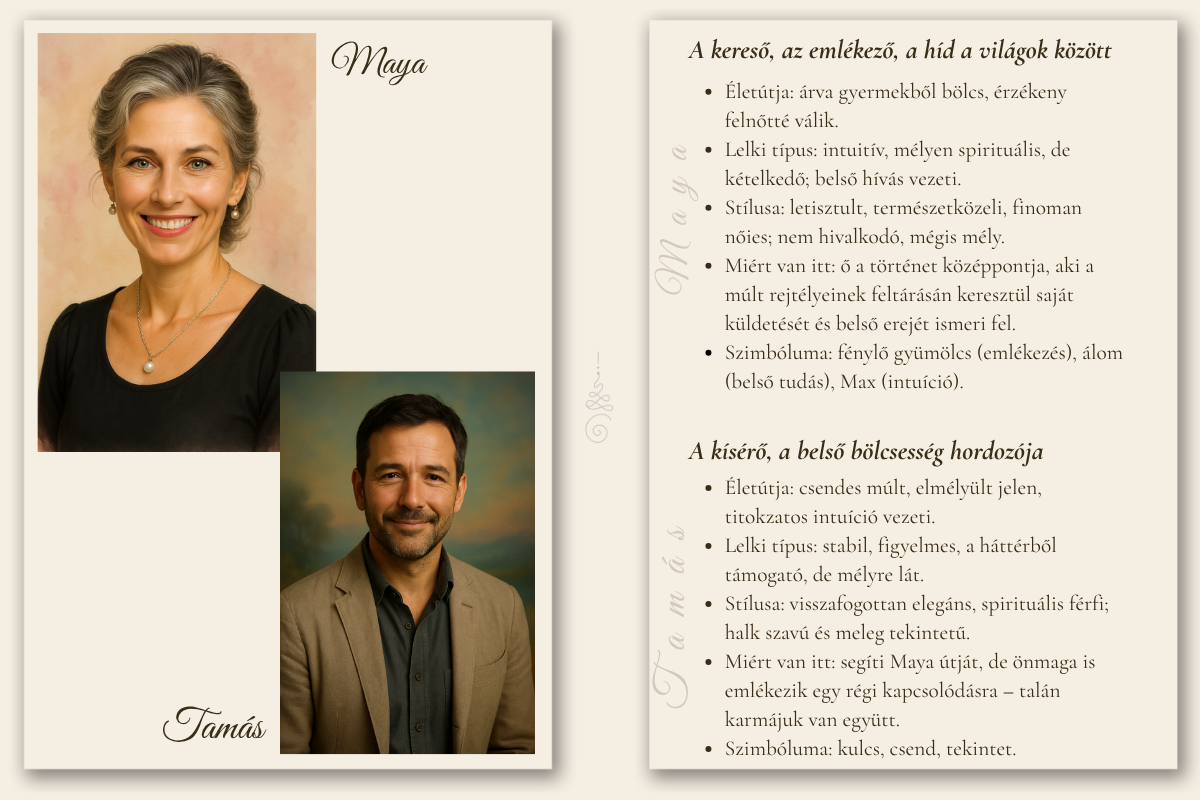 Maya
Tamás
A kereső, az emlékező, a híd a világok között
Maya
• Életútja: árva gyermekből bölcs, érzékeny
felnőtté válik.
• Lelki típus: intuitív, mélyen spirituális, de
kételkedő; belső hívás vezeti.
• Stílusa: letisztult, természetközeli, finoman
nőies; nem hivalkodó, mégis mély.
• Miért van itt: ő a történet középpontja, aki a
múlt rejtélyeinek feltárásán keresztül saját
küldetését és belső erejét ismeri fel.
• Szimbóluma: fénylő gyümölcs (emlékezés), álom
(belső tudás), Max (intuíció).
A kísérő, a belső bölcsesség hordozója
Tamás
• Életútja: csendes múlt, elmélyült jelen,
titokzatos intuíció vezeti.
• Lelki típus: stabil, figyelmes, a háttérből
támogató, de mélyre lát.
• Stílusa: visszafogottan elegáns, spirituális férfi;
halk szavú és meleg tekintetű.
• Miért van itt: segíti Maya útját, de önmaga is
emlékezik egy régi kapcsolódásra – talán
karmájuk van együtt.
• Szimbóluma: kulcs, csend, tekintet.